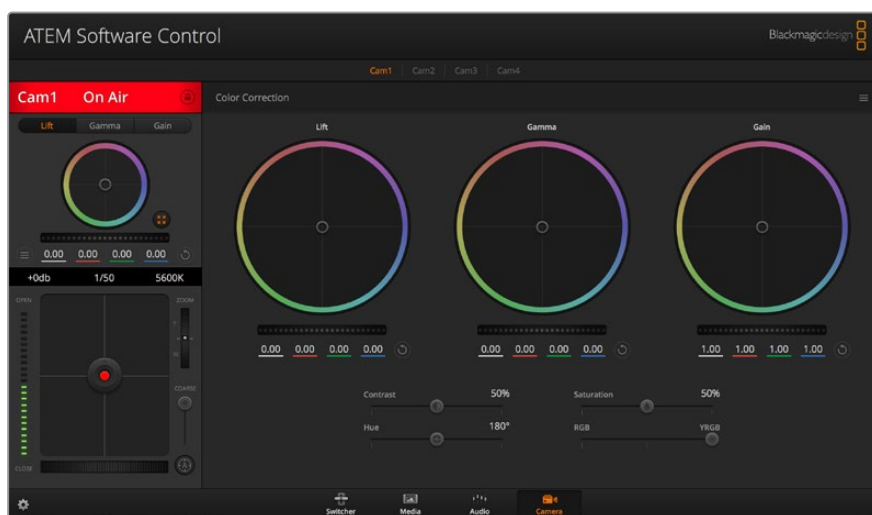 ATEM Software Control
Blackmagicdesign
Cam1 Cam2 Cam3 Cam4
Cam1 On Air
Color Correction
Lift Gamma Gain
Lift Gamma Gain
0.00 0.00 0.00 0.00
+0db 1/50 5600K
OPEN
ZOOM
T
W
COARSE
CLOSE
0.00 0.00 0.00 0.00
0.00 0.00 0.00 0.00
1.00 1.00 1.00 1.00
Contrast 50%
Saturation 50%
Hue 180°
RGB YRGB
Switcher Media Audio Camera